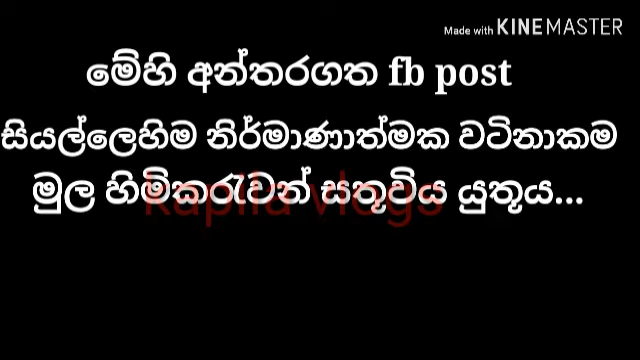 Made with KINEMASTER
මේහි අන්තරගත fb post
සියල්ලෙහිම නිර්මාණාත්මක වටිනාකම
මුල හිමිකරුවන් සතුවිය යුතුය...
kapila vlogs